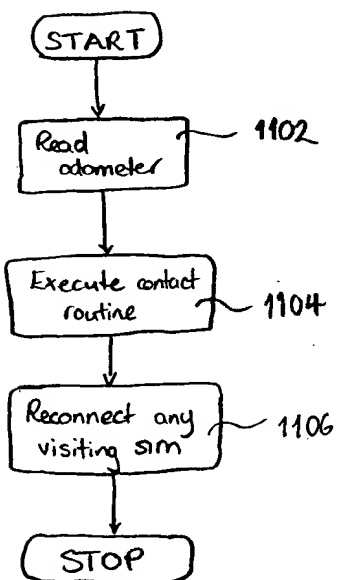 START
Read
odometer
1102
Execute contact
routine
1104
Reconnect any
visiting sim
1106
STOP